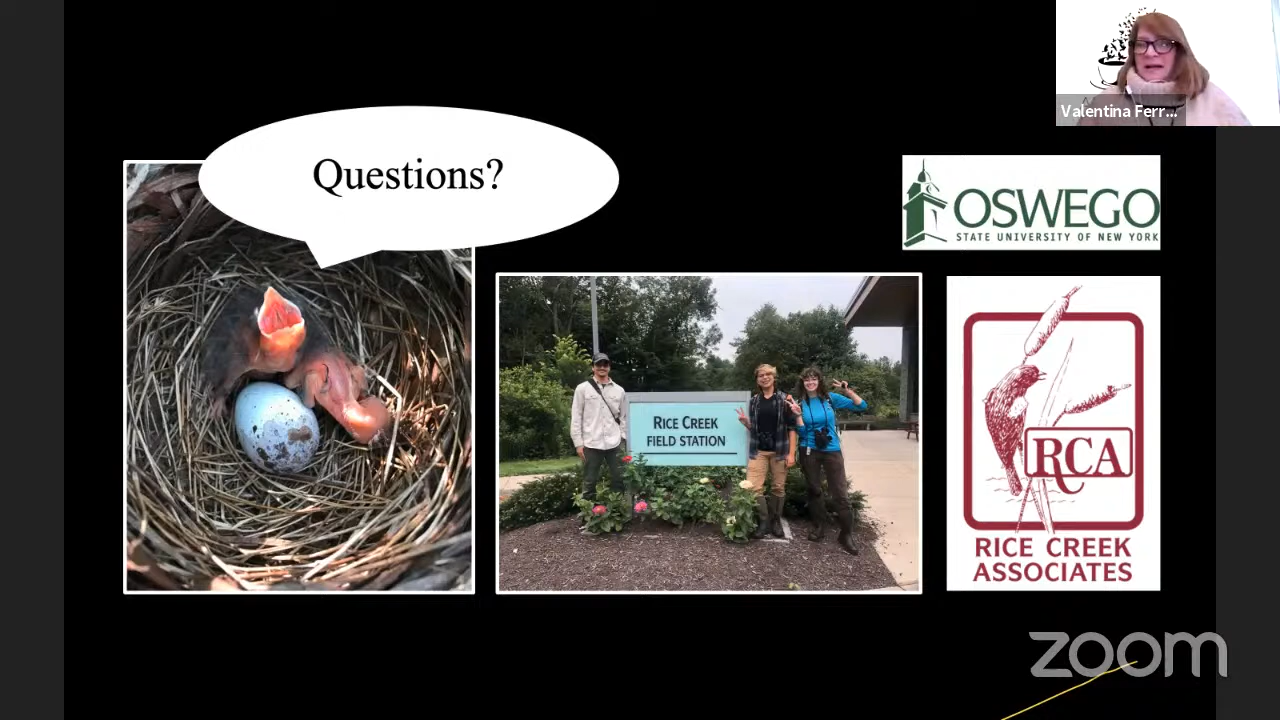 Valentina Ferr...
Questions?
OSWEGO
STATE UNIVERSITY OF NEW YORK
RICE CREEK
FIELD STATION
RCA
RICE CREEK
ASSOCIATES
zoom